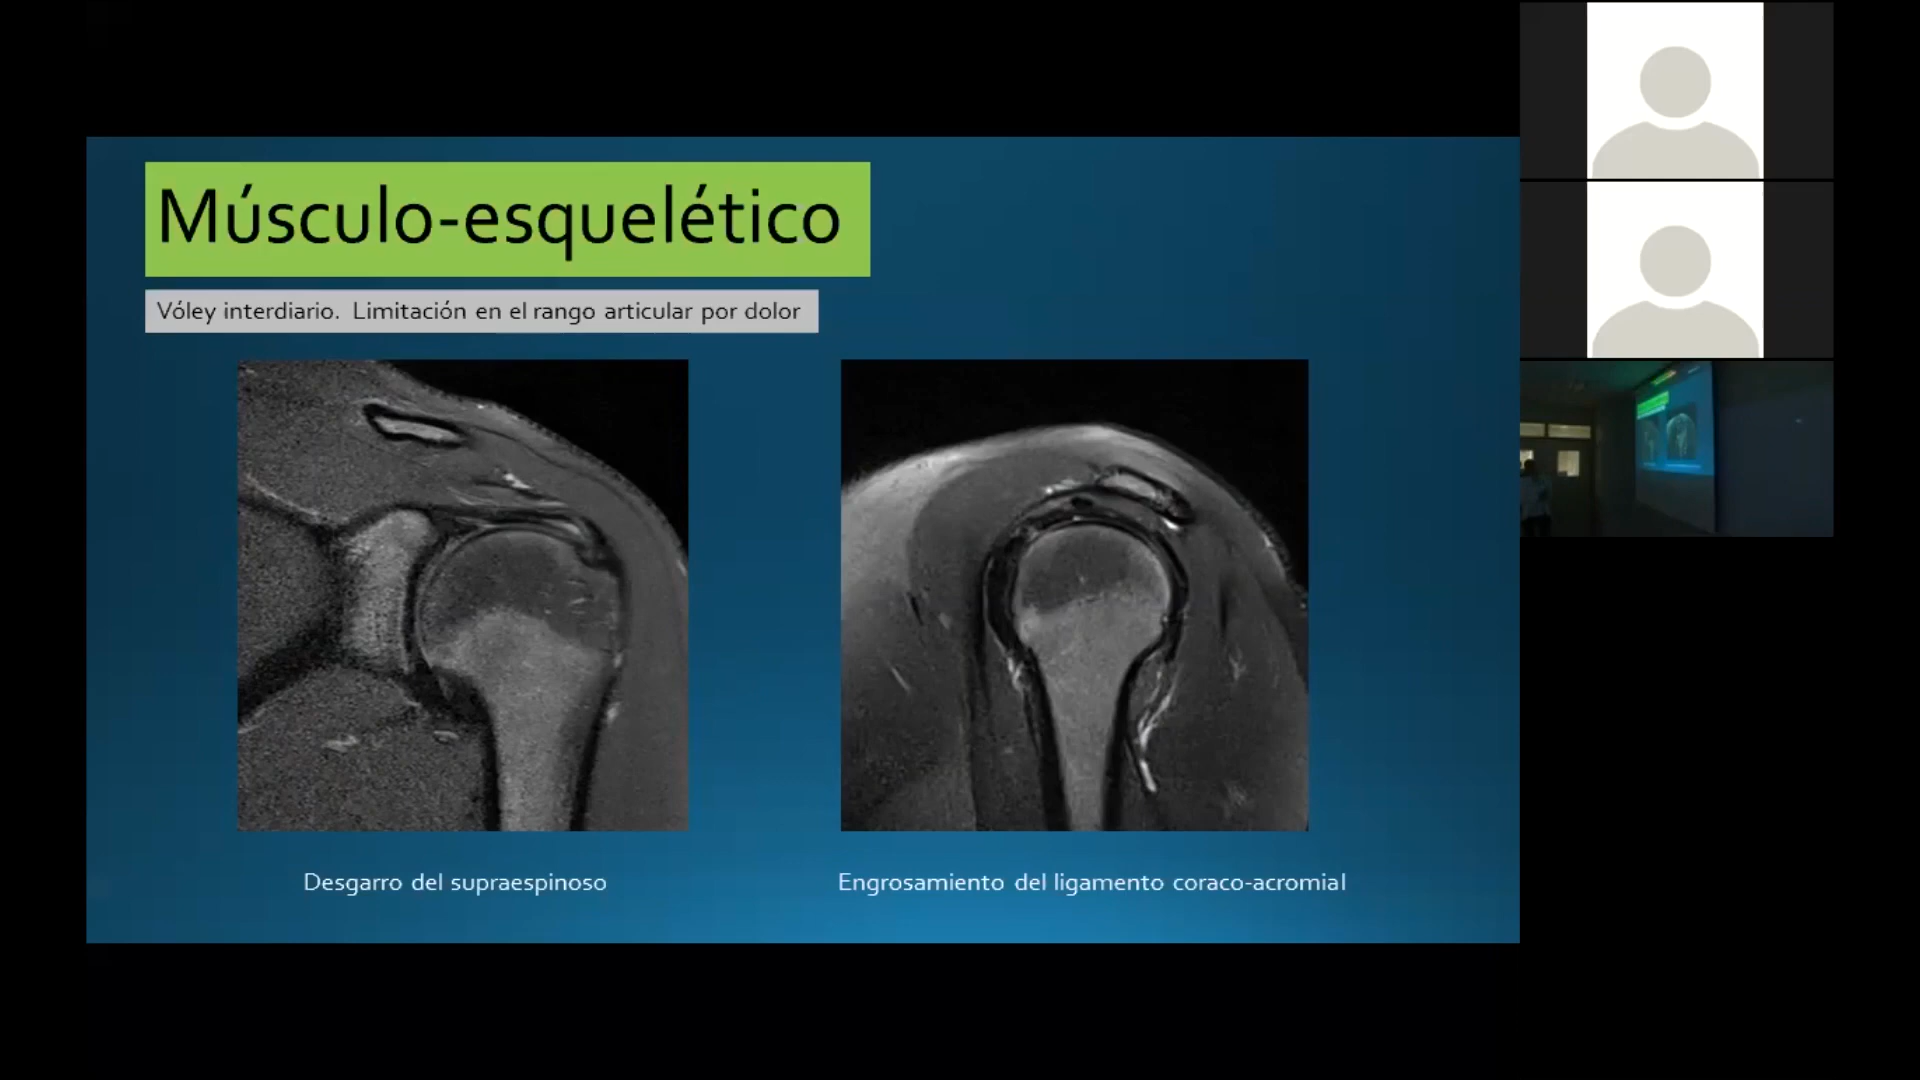 Músculo-esquelético
Vóley interdiario. Limitación en el rango articular por dolor
Desgarro del supraespinoso
Engrosamiento del ligamento coraco-acromial